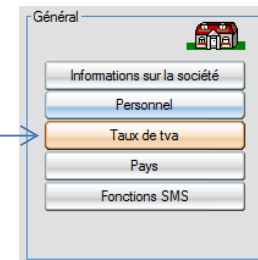 Général
Informations sur la société
Personnel
Taux de tva
Pays
Fonctions SMS